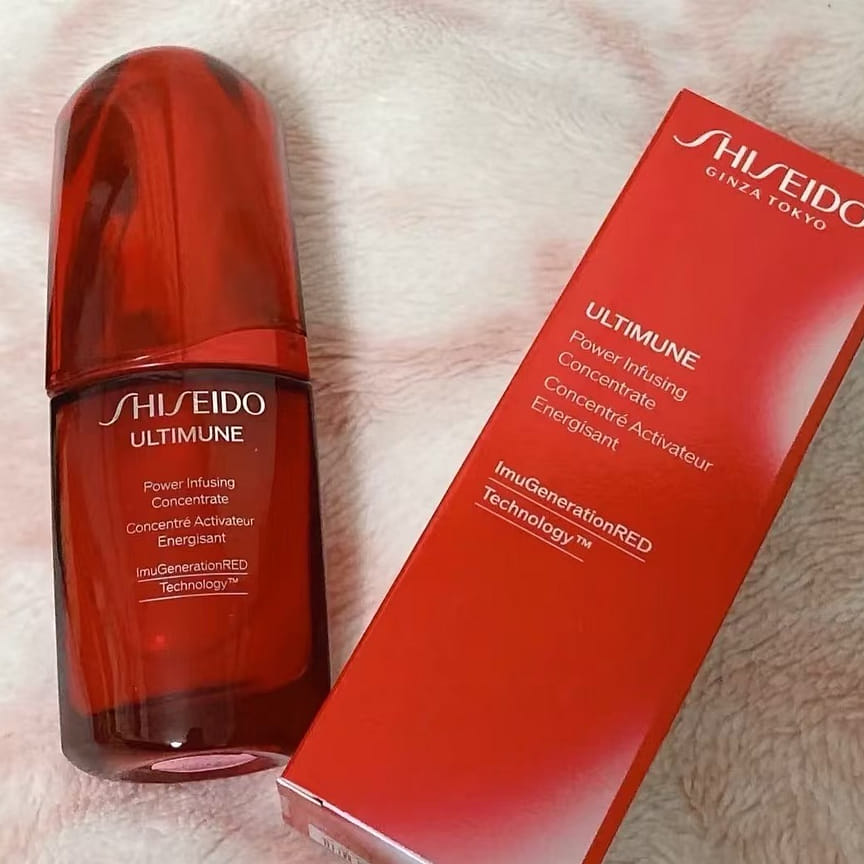 SHISEIDO
ULTIMUNE
Power Infusing
Concentrate
Concentré Activateur
Energisant
ImuGenerationRED
Technology™
SHISEIDO
GINZA TOKYO
ULTIMUNE
Power Infusing
Concentrate
Concentré Activateur
Energisant
ImuGenerationRED
Technology™